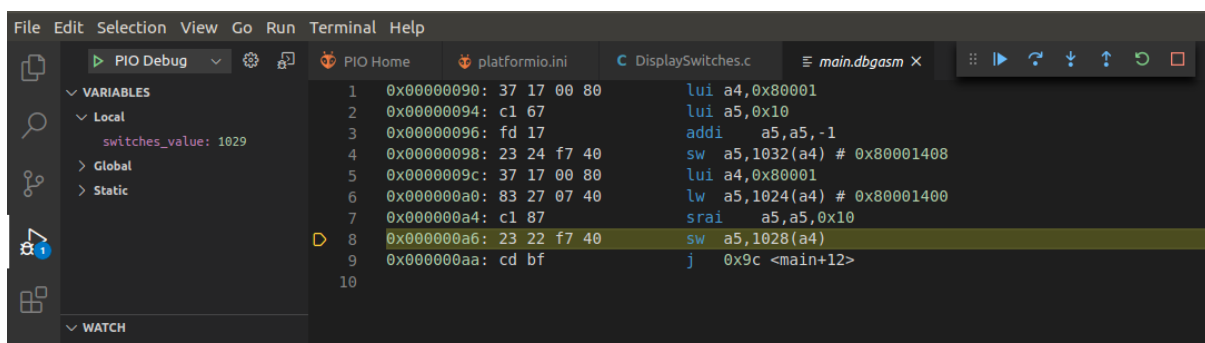 File Edit Selection View Go Run Terminal Help
PIO Debug
PIO Home
platformio.ini
C DisplaySwitches.c
main.dbgasm
VARIABLES
Local
switches_value: 1029
Global
Static
WATCH
1
1 0x00000090: 37 17 00 80 lui a4,0x80001
2 0x00000094: c1 67 lui a5,0x10
3 0x00000096: fd 17 addi a5,a5,-1
4 0x00000098: 23 24 f7 40 sw a5,1032(a4) # 0x80001408
5 0x0000009c: 37 17 00 80 lui a4,0x80001
6 0x000000a0: 83 27 07 40 lw a5,1024(a4) # 0x80001400
7 0x000000a4: c1 87 srai a5,a5,0x10
8 0x000000a6: 23 22 f7 40 sw a5,1028(a4)
9 0x000000aa: cd bf j 0x9c <main+12>
10